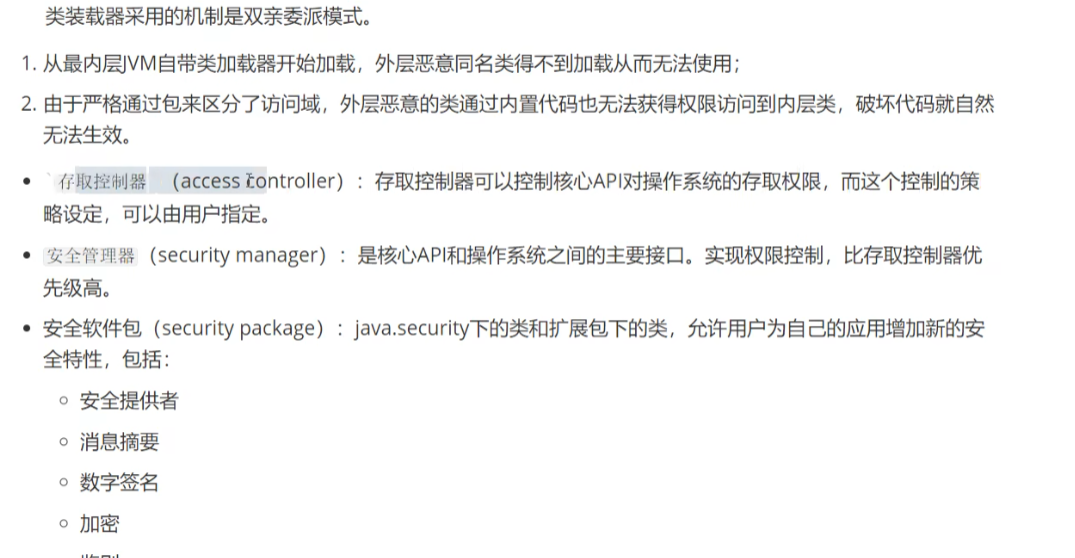 类装载器采用的机制是双亲委派模式。
1. 从最内层JVM自带类加载器开始加载，外层恶意同名类得不到加载从而无法使用；
2. 由于严格通过包来区分了访问域，外层恶意的类通过内置代码也无法获得权限访问到内层类，破坏代码就自然
无法生效。
• `存取控制器 （access controller）：存取控制器可以控制核心API对操作系统的存取权限，而这个控制的策
略设定，可以由用户指定。
• 安全管理器（security manager）：是核心API和操作系统之间的主要接口。实现权限控制，比存取控制器优
先级高。
• 安全软件包（security package）：java.security下的类和扩展包下的类，允许用户为自己的应用增加新的安
全特性，包括：
○ 安全提供者
○ 消息摘要
○ 数字签名
○ 加密